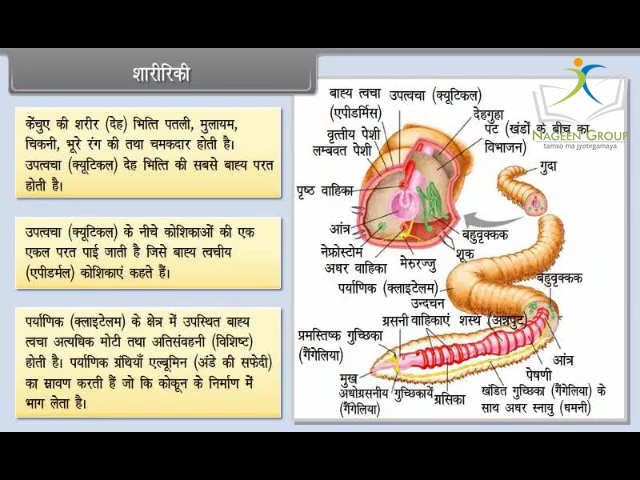 शारीरिकी
केंचुए की शरीर (देह) भित्ति पतली, मुलायम,
चिकनी, भूरे रंग की तथा चमकदार होती है।
उपत्वचा (क्यूटिकल) देह भित्ति की सबसे बाह्य परत
होती है।
उपत्वचा (क्यूटिकल) के नीचे कोशिकाओं की एक
एकल परत पाई जाती है जिसे बाह्य त्वचीय
(एपीडर्मल) कोशिकाएं कहते हैं।
पर्याणिक (क्लाइटेलम) के क्षेत्र में उपस्थित बाह्य
त्वचा अत्यधिक मोटी तथा अतिसंवहनी (विशिष्ट)
होती है। पर्याणिक ग्रंथियाँ एल्बूमिन (अंडे की सफेदी)
का स्रावण करती हैं जो कि कोकून के निर्माण में
भाग लेता है।
NAGEEN GROUP
tamso ma jyotirgamaya
बाह्य त्वचा
(एपीडर्मिस)
उपत्वचा (क्यूटिकल)
देहगुहा
पट (खंडों के बीच का
विभाजन)
वृत्तीय पेशी
लम्बवत पेशी
गुदा
पृष्ठ वाहिका
आंत्र
नेफ्रोस्टोम
अधर वाहिका
मेरुरज्जु
शूक
बहुवृक्कक
पर्याणिक (क्लाइटेलम)
उन्दचन
बहुवृक्कक
ग्रसनी वाहिकाएं शस्थ (अन्नपुट)
प्रमस्तिष्क गुच्छिका
(गैंगेलिया)
मुख
अधोग्रसनीय गुच्छिकायें
(गैंगेलिया)
ग्रसिका
आंत्र
पेषणी
खंडित गुच्छिका (गैंगेलिया) के
साथ अधर स्नायु (धमनी)